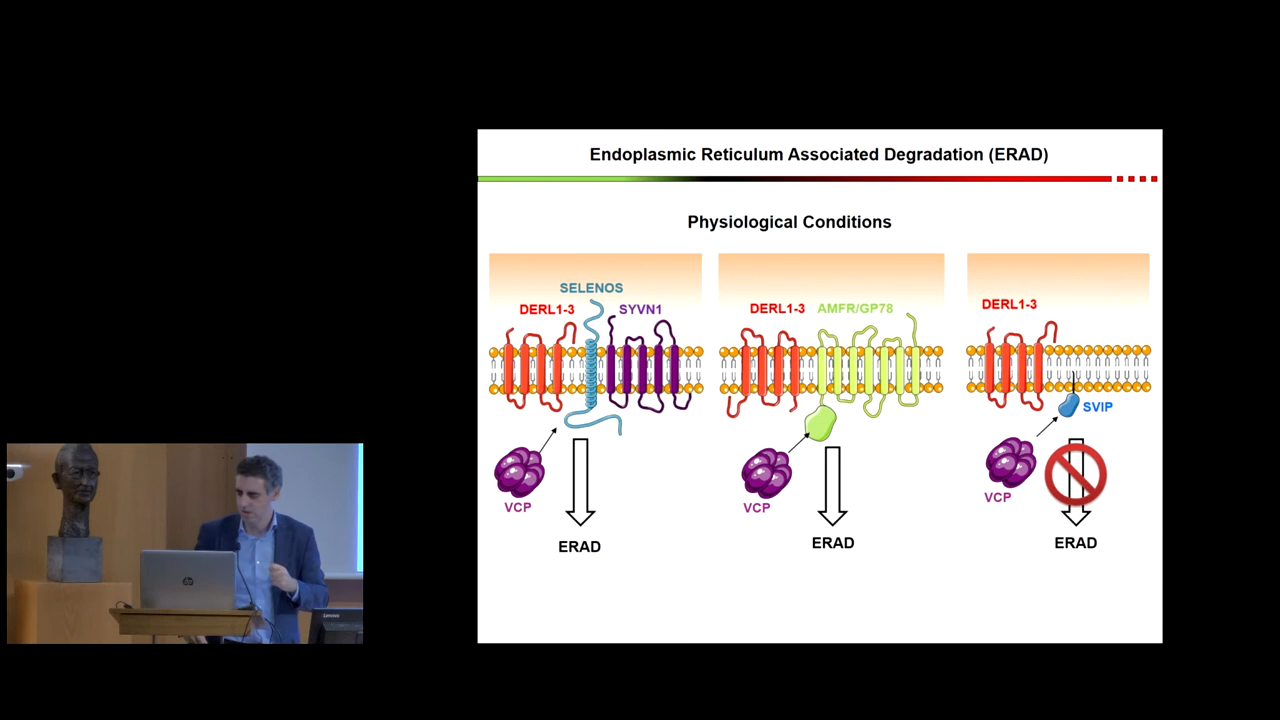 Endoplasmic Reticulum Associated Degradation (ERAD)
Physiological Conditions
SELENOS
DERL1-3
SYVN1
VCP
ERAD
DERL1-3
AMFR/GP78
VCP
ERAD
DERL1-3
SVIP
VCP
ERAD
hp
Lenovo